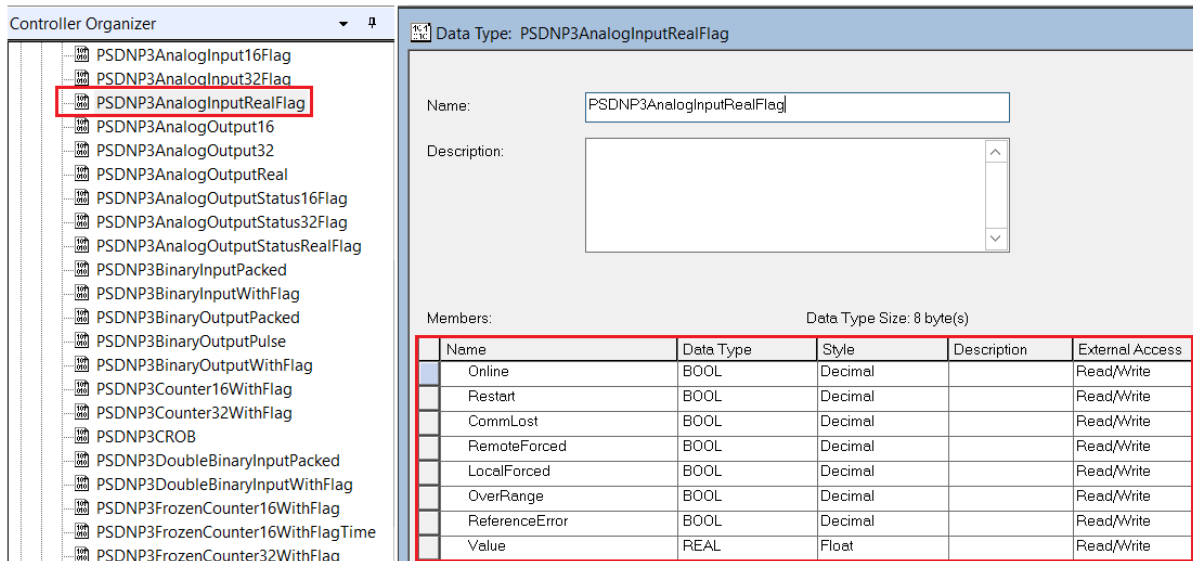 Controller Organizer
PSDNP3AnalogInput16Flag
PSDNP3AnalogInput32Flag
PSDNP3AnalogInputRealFlag
PSDNP3AnalogOutput16
PSDNP3AnalogOutput32
PSDNP3AnalogOutputReal
PSDNP3AnalogOutputStatus16Flag
PSDNP3AnalogOutputStatus32Flag
PSDNP3AnalogOutputStatusRealFlag
PSDNP3BinaryInputPacked
PSDNP3BinaryInputWithFlag
PSDNP3BinaryOutputPacked
PSDNP3BinaryOutputPulse
PSDNP3BinaryOutputWithFlag
PSDNP3Counter16WithFlag
PSDNP3Counter32WithFlag
PSDNP3CROB
PSDNP3DoubleBinaryInputPacked
PSDNP3DoubleBinaryInputWithFlag
PSDNP3FrozenCounter16WithFlag
PSDNP3FrozenCounter16WithFlagTime
PSDNP3FrozenCounter32WithFlag
Data Type: PSDNP3AnalogInputRealFlag
Name: PSDNP3AnalogInputRealFlag
Description:
Members: Data Type Size: 8 byte(s)
Name Data Type Style Description External Access
Online BOOL Decimal Read/Write
Restart BOOL Decimal Read/Write
CommLost BOOL Decimal Read/Write
RemoteForced BOOL Decimal Read/Write
LocalForced BOOL Decimal Read/Write
OverRange BOOL Decimal Read/Write
ReferenceError BOOL Decimal Read/Write
Value REAL Float Read/Write